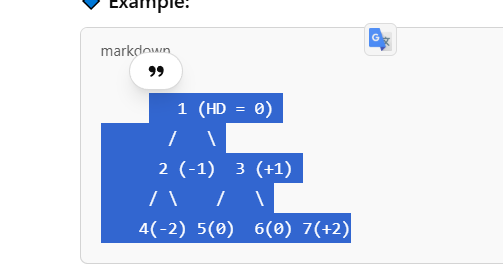 Example:
markdown
1 (HD = 0)
/ \
2 (-1) 3 (+1)
/ \ / \
4(-2) 5(0) 6(0) 7(+2)